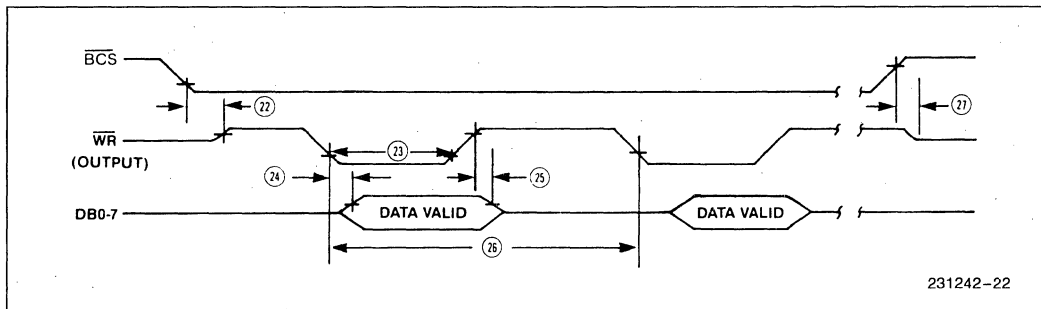 BCS
22
27
WR
(OUTPUT)
23
24
25
DB0-7
DATA VALID
DATA VALID
26
231242-22